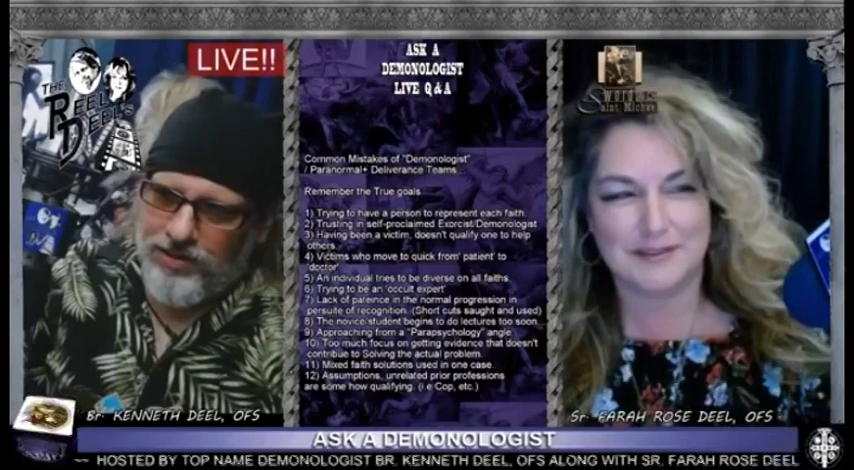 THE
REEL
DEEL'S
LIVE!!
ASK A
DEMONOLOGIST
LIVE Q & A
Common Mistakes of "Demonologist"
/ Paranormal+ Deliverance Teams...
Remember the True goals
1) Trying to have a person to represent each faith.
2) Trusting in self-proclaimed Exorcist/Demonologist
3) Having been a victim, doesn't qualify one to help
others.
4) Victims who move to quick from' patient' to
'doctor'
5) An individual tries to be diverse on all faiths.
6) Trying to be an 'occult expert'
7) Lack of patience in the normal progression in
persuite of recognition. (Short cuts saught and used)
8) The novice/student begins to do lectures too soon.
9) Approaching from a "Parapsychology" angle
10) Too much focus on getting evidence that doesn't
contribue to Solving the actual problem.
11) Mixed faith solutions used in one case.
12) Assumptions, unrelated prior professions
are some how qualifying. (i.e Cop, etc.)
Sword of
Saint Michael
Br. KENNETH DEEL, OFS
Sr. FARAH ROSE DEEL, OFS
ASK A DEMONOLOGIST
~~ HOSTED BY TOP NAME DEMONOLOGIST BR. KENNETH DEEL, OFS ALONG WITH SR. FARAH ROSE DEEL